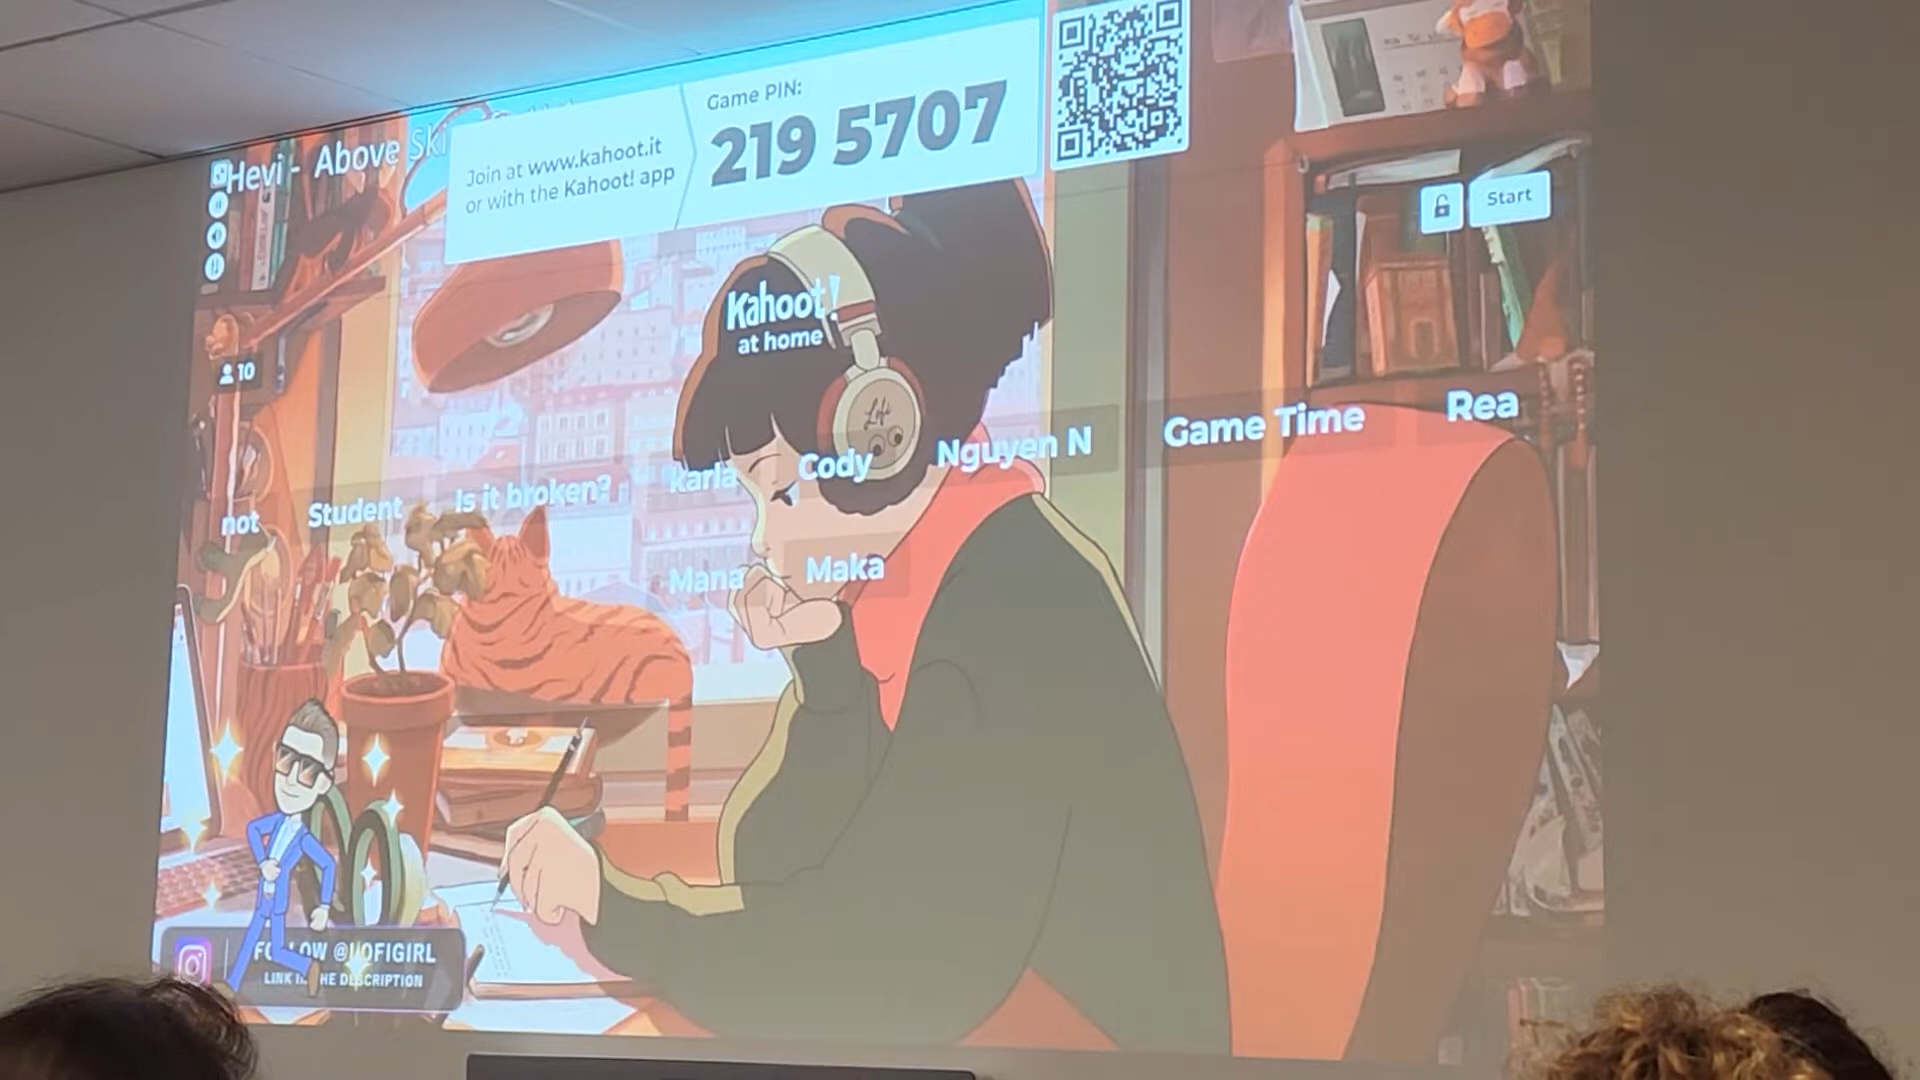 Hevi - Above Ski
Join at www.kahoot.it
or with the Kahoot! app
Game PIN:
219 5707
Start
Kahoot!
at home
10
Lofi
not
Student
Is it broken?
karla
Cody
Nguyen N
Game Time
Rea
Mana
Maka
FOLLOW @LOFIGIRL
LINK IN THE DESCRIPTION